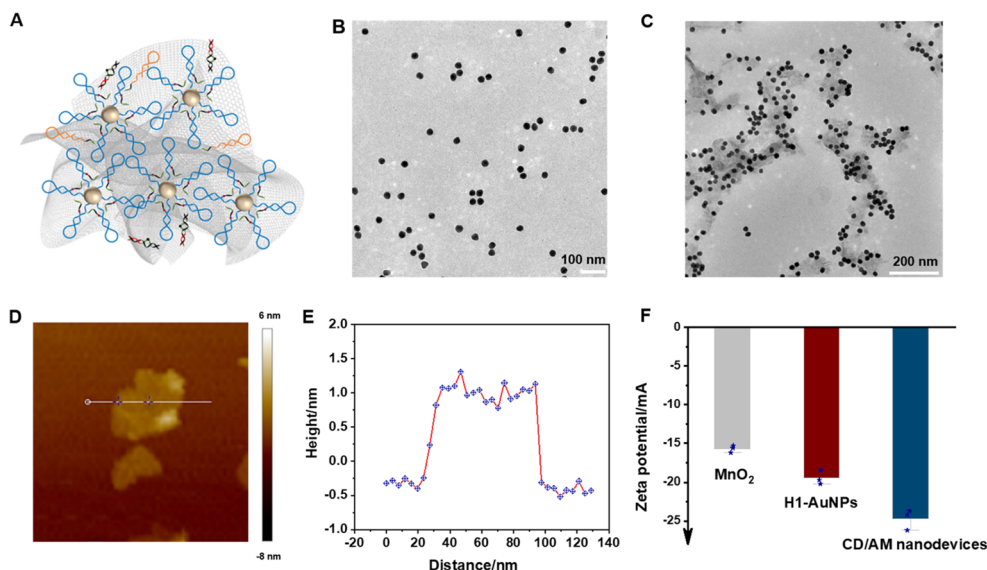 A
B
C
100 nm
200 nm
D
6 nm
-8 nm
E
2.0
1.5
1.0
0.5
0.0
-0.5
-1.0
Height/nm
-20 0 20 40 60 80 100 120 140
Distance/nm
F
0
-5
-10
-15
-20
-25
Zeta potential/mA
MnO2
H1-AuNPs
CD/AM nanodevices